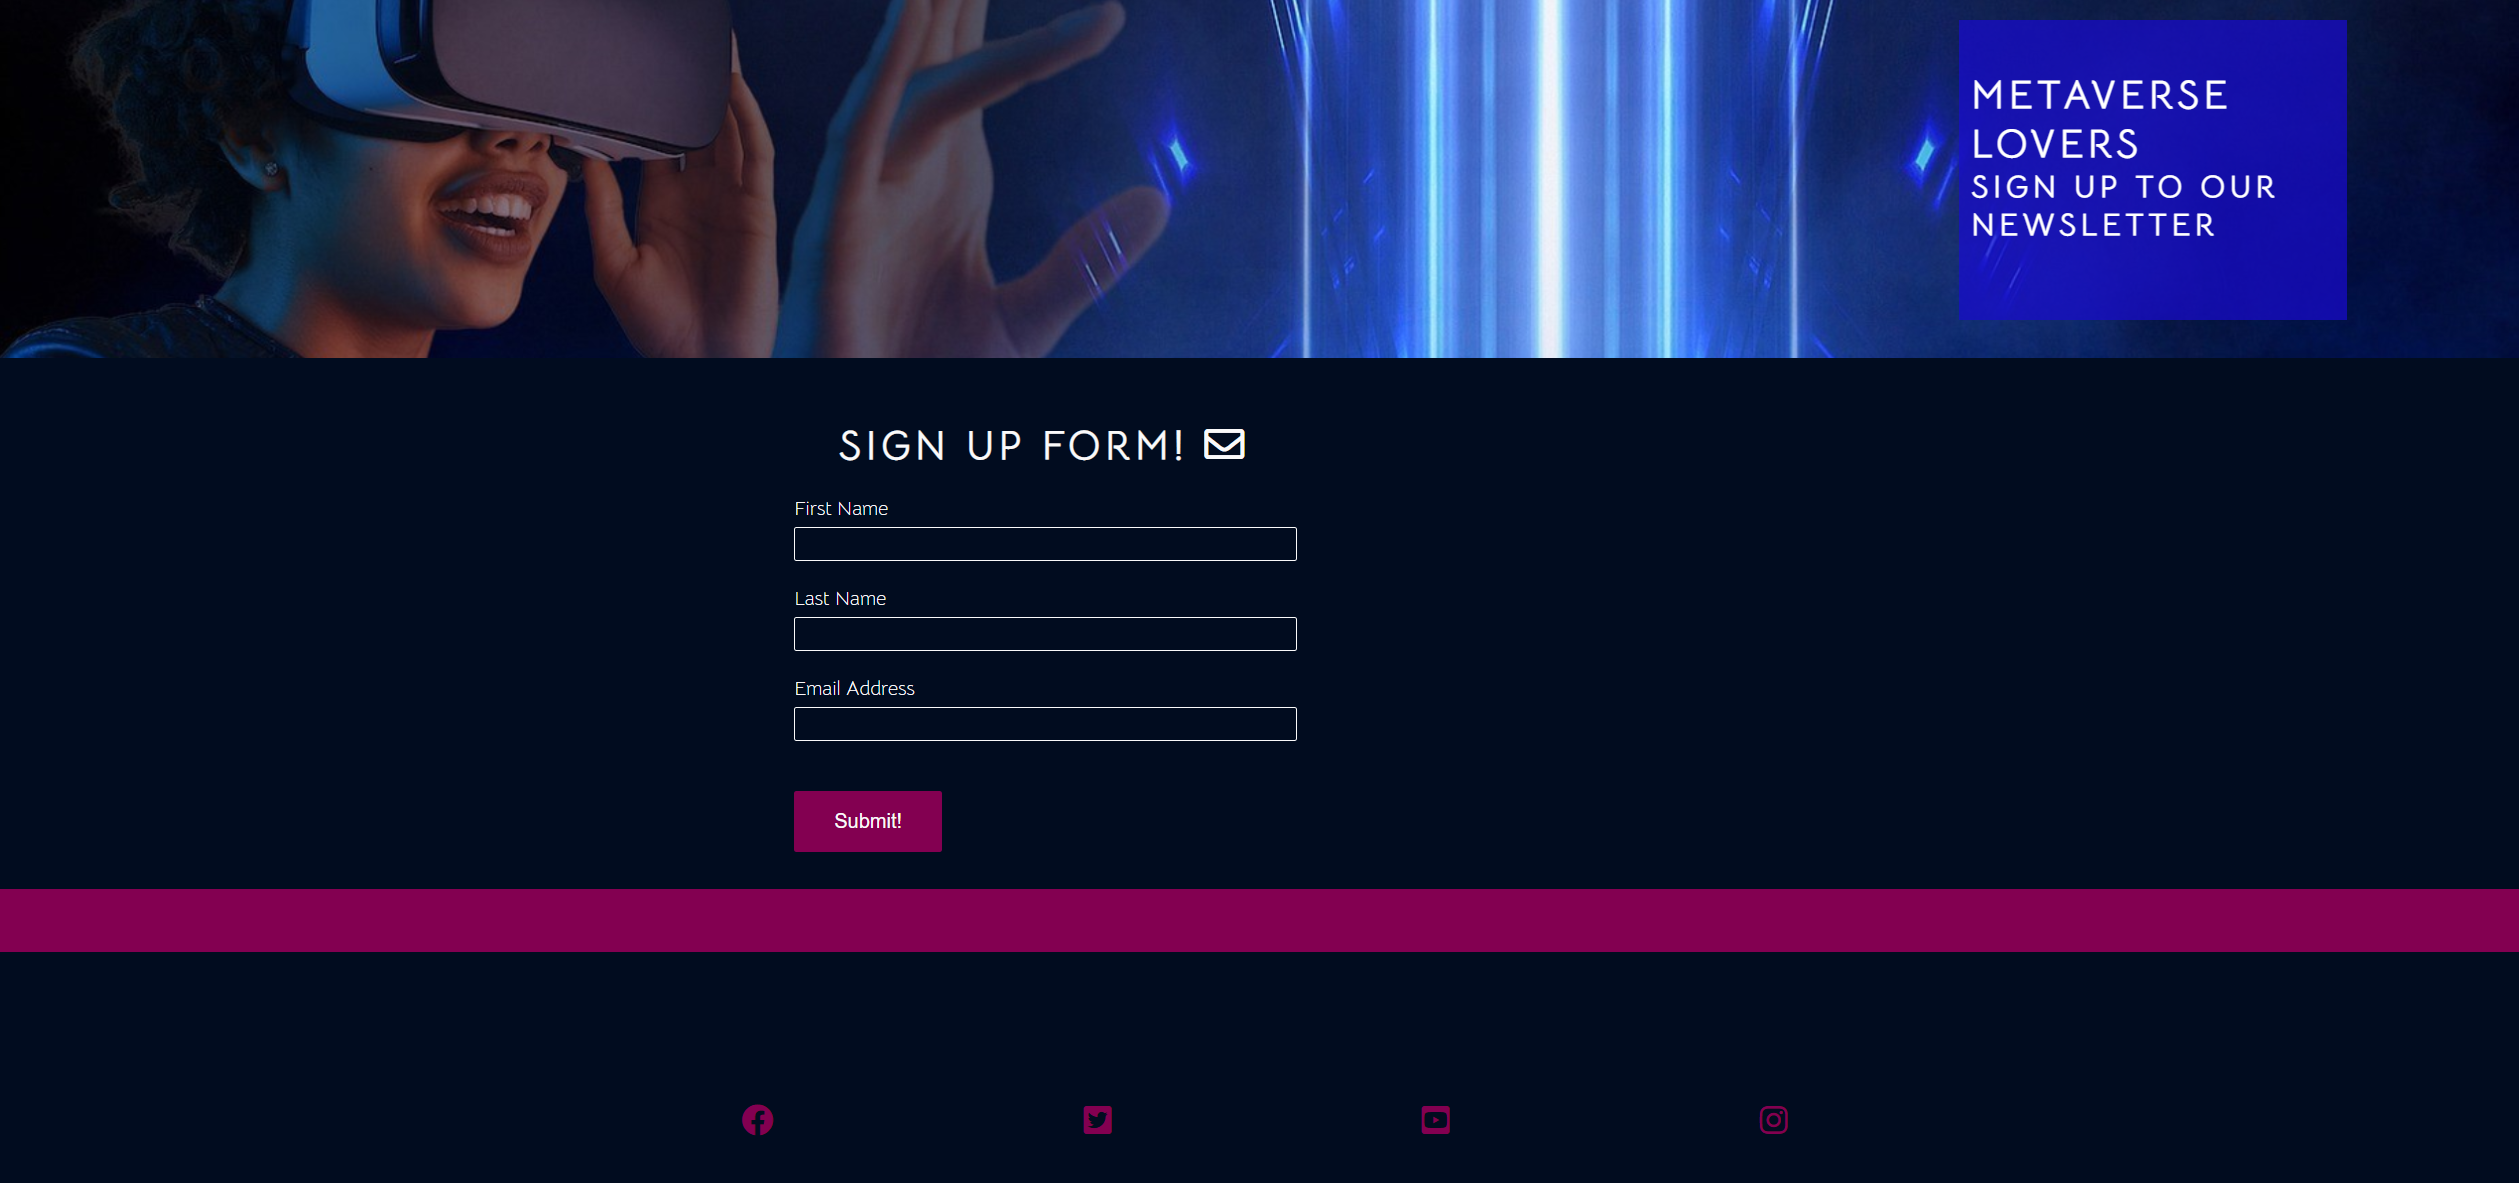 METAVERSE
LOVERS
SIGN UP TO OUR
NEWSLETTER
SIGN UP FORM!
First Name
Last Name
Email Address
Submit!